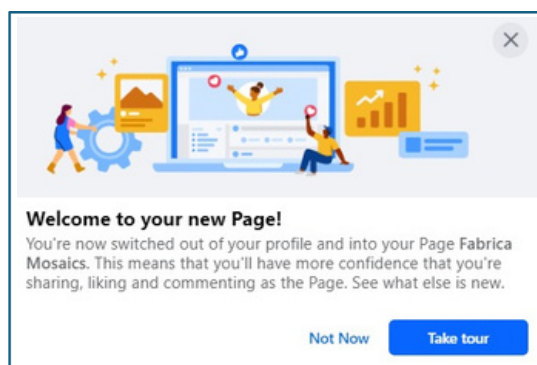 Welcome to your new Page!
You're now switched out of your profile and into your Page Fabrica
Mosaics. This means that you'll have more confidence that you're
sharing, liking and commenting as the Page. See what else is new.
Not Now
Take tour